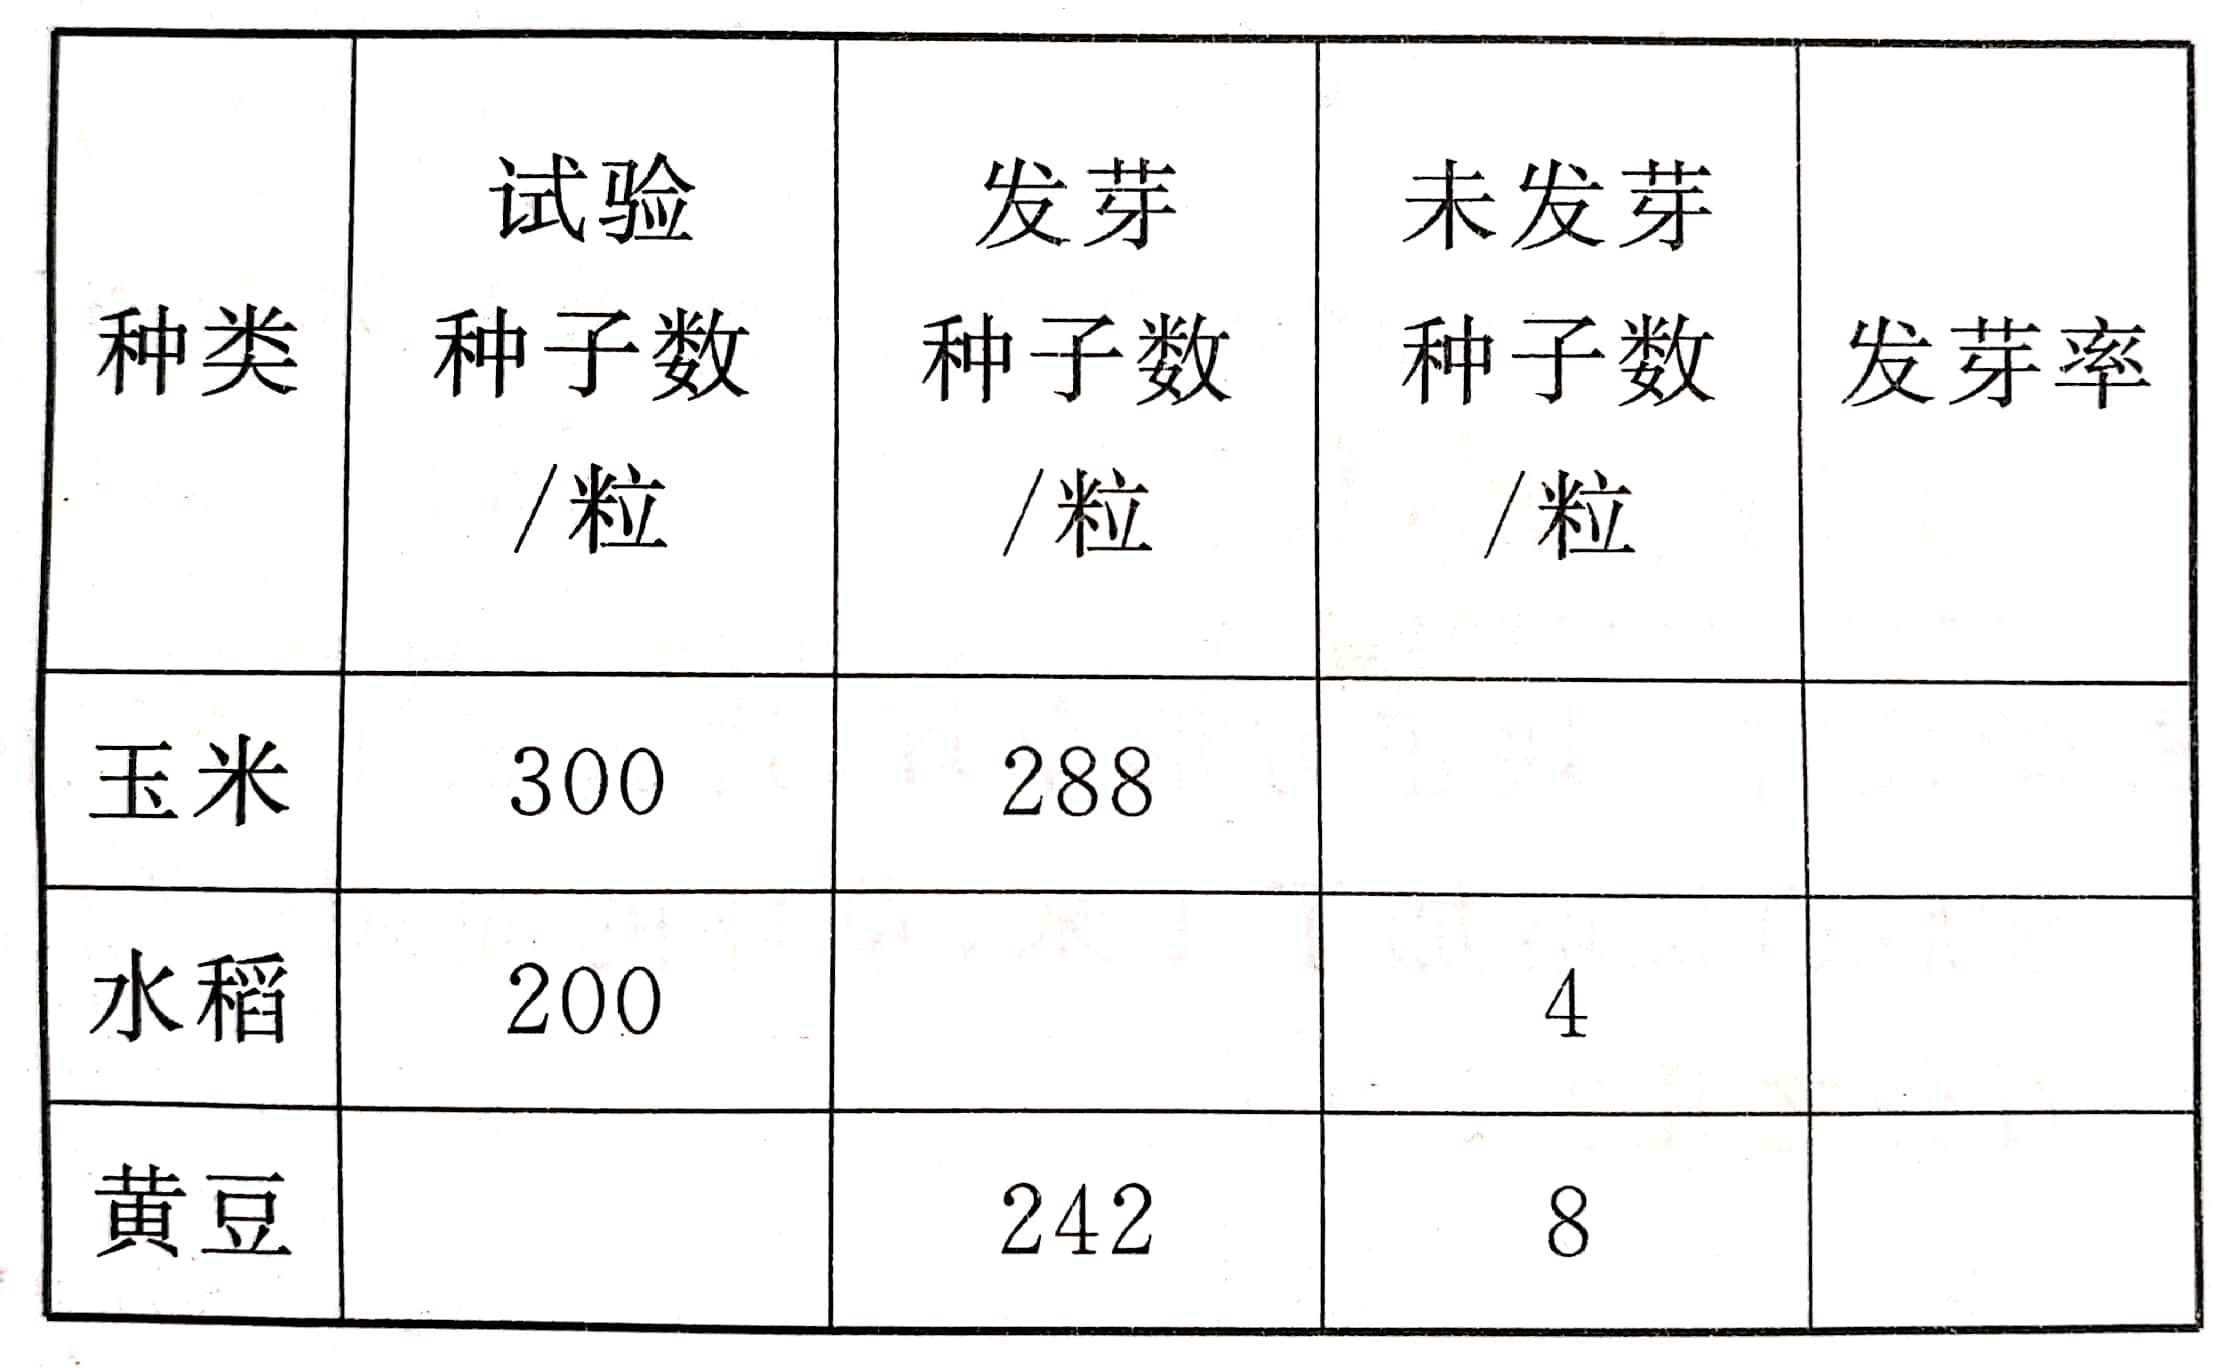 种类 试验种子数/粒 发芽种子数/粒 未发芽种子数/粒 发芽率
玉米 300 288
水稻 200 4
黄豆 242 8